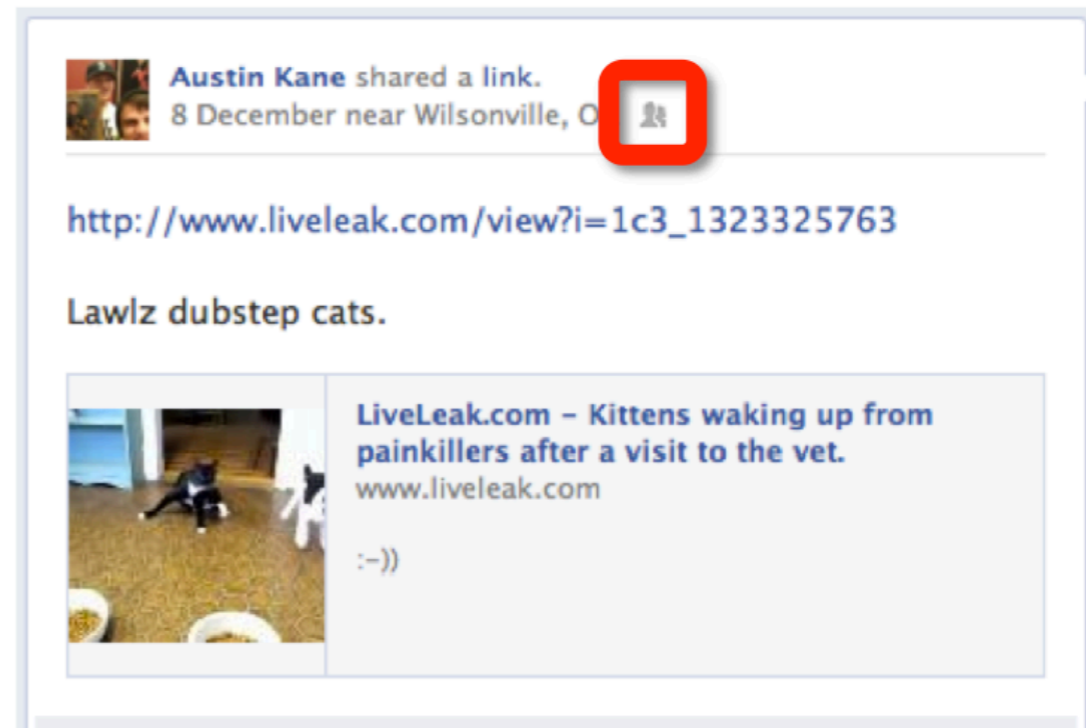 Austin Kane shared a link.
8 December near Wilsonville, O
http://www.liveleak.com/view?i=1c3_1323325763
Lawlz dubstep cats.
LiveLeak.com – Kittens waking up from
painkillers after a visit to the vet.
www.liveleak.com
:-))